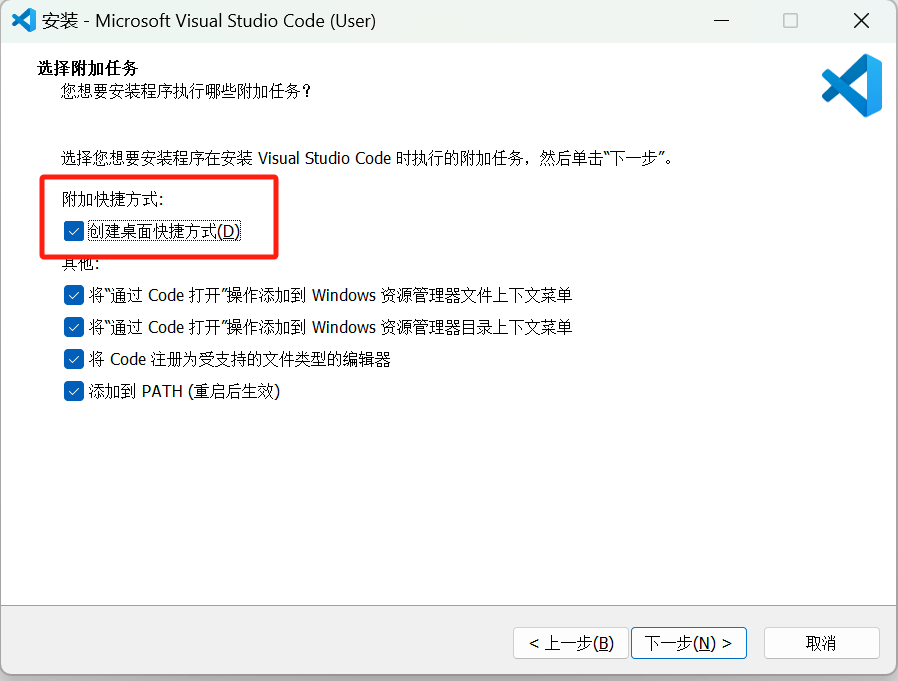 安装 - Microsoft Visual Studio Code (User)
选择附加任务
您想要安装程序执行哪些附加任务？
选择您想要安装程序在安装 Visual Studio Code 时执行的附加任务，然后单击“下一步”。
附加快捷方式:
创建桌面快捷方式(D)
其他:
将“通过 Code 打开”操作添加到 Windows 资源管理器文件上下文菜单
将“通过 Code 打开”操作添加到 Windows 资源管理器目录上下文菜单
将 Code 注册为受支持的文件类型的编辑器
添加到 PATH (重启后生效)
< 上一步(B)
下一步(N) >
取消